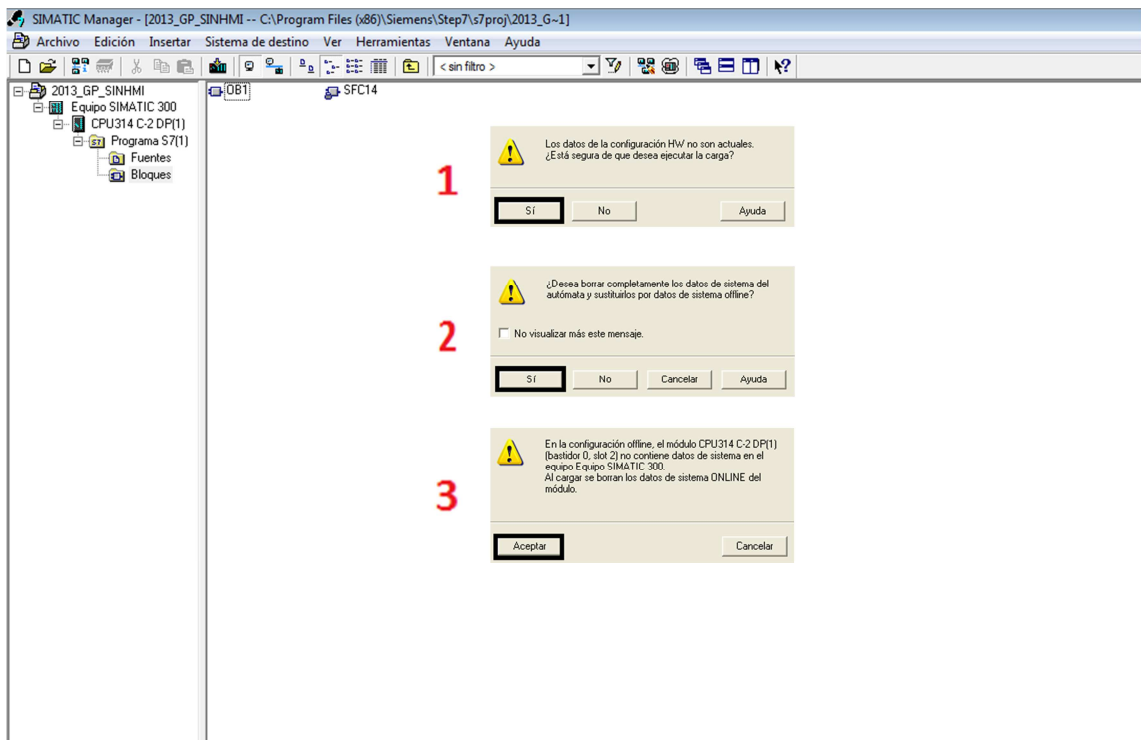 SIMATIC Manager - [2013_GP_SINHMI -- C:\Program Files (x86)\Siemens\Step7\s7proj\2013_G~1]
Archivo Edición Insertar Sistema de destino Ver Herramientas Ventana Ayuda
< sin filtro >
2013_GP_SINHMI
Equipo SIMATIC 300
CPU314 C-2 DP(1)
Programa S7(1)
Fuentes
Bloques
OB1 SFC14
1
Los datos de la configuración HW no son actuales.
¿Está segura de que desea ejecutar la carga?
Sí No Ayuda
2
¿Desea borrar completamente los datos de sistema del
autómata y sustituirlos por datos de sistema offline?
No visualizar más este mensaje.
Sí No Cancelar Ayuda
3
En la configuración offline, el módulo CPU314 C-2 DP(1)
(bastidor 0, slot 2) no contiene datos de sistema en el
equipo Equipo SIMATIC 300.
Al cargar se borran los datos de sistema ONLINE del
módulo.
Aceptar Cancelar